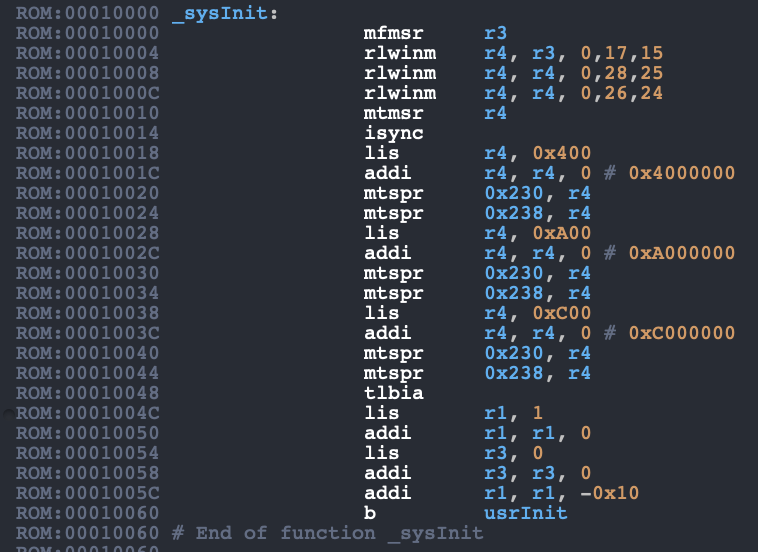 ROM:00010000 _sysInit:
ROM:00010000 mfmsr r3
ROM:00010004 rlwinm r4, r3, 0,17,15
ROM:00010008 rlwinm r4, r4, 0,28,25
ROM:0001000C rlwinm r4, r4, 0,26,24
ROM:00010010 mtmsr r4
ROM:00010014 isync
ROM:00010018 lis r4, 0x400
ROM:0001001C addi r4, r4, 0 # 0x4000000
ROM:00010020 mtspr 0x230, r4
ROM:00010024 mtspr 0x238, r4
ROM:00010028 lis r4, 0xA00
ROM:0001002C addi r4, r4, 0 # 0xA000000
ROM:00010030 mtspr 0x230, r4
ROM:00010034 mtspr 0x238, r4
ROM:00010038 lis r4, 0xC00
ROM:0001003C addi r4, r4, 0 # 0xC000000
ROM:00010040 mtspr 0x230, r4
ROM:00010044 mtspr 0x238, r4
ROM:00010048 tlbia
ROM:0001004C lis r1, 1
ROM:00010050 addi r1, r1, 0
ROM:00010054 lis r3, 0
ROM:00010058 addi r3, r3, 0
ROM:0001005C addi r1, r1, -0x10
ROM:00010060 b usrInit
ROM:00010060 # End of function _sysInit
ROM:00010060